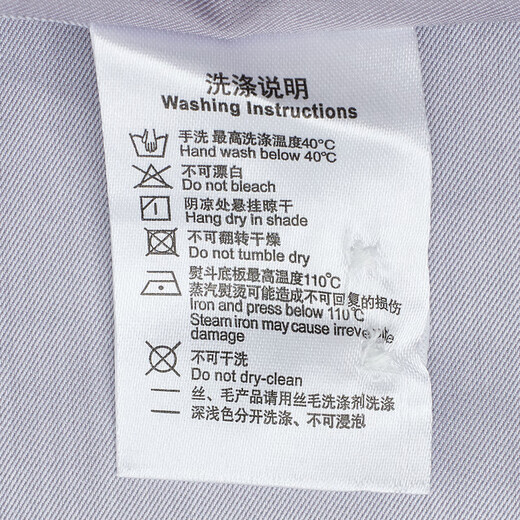 洗涤说明
Washing Instructions
手洗 最高洗涤温度40℃
Hand wash below 40℃
不可漂白
Do not bleach
阴凉处悬挂晾干
Hang dry in shade
不可翻转干燥
Do not tumble dry
熨斗底板最高温度110℃
蒸汽熨烫可能造成不可回复的损伤
Iron and press below 110℃
Steam iron may cause irreve ble
damage
不可干洗
Do not dry-clean
丝、毛产品请用丝毛洗涤剂洗涤
深浅色分开洗涤、不可浸泡